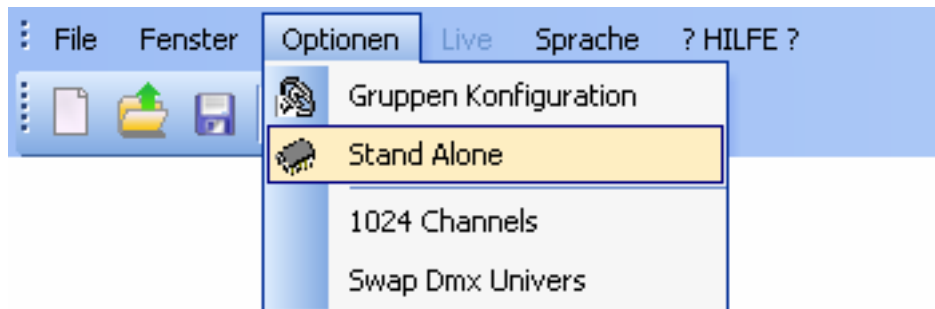 File Fenster Optionen Live Sprache ? HILFE ?
Gruppen Konfiguration
Stand Alone
1024 Channels
Swap Dmx Univers